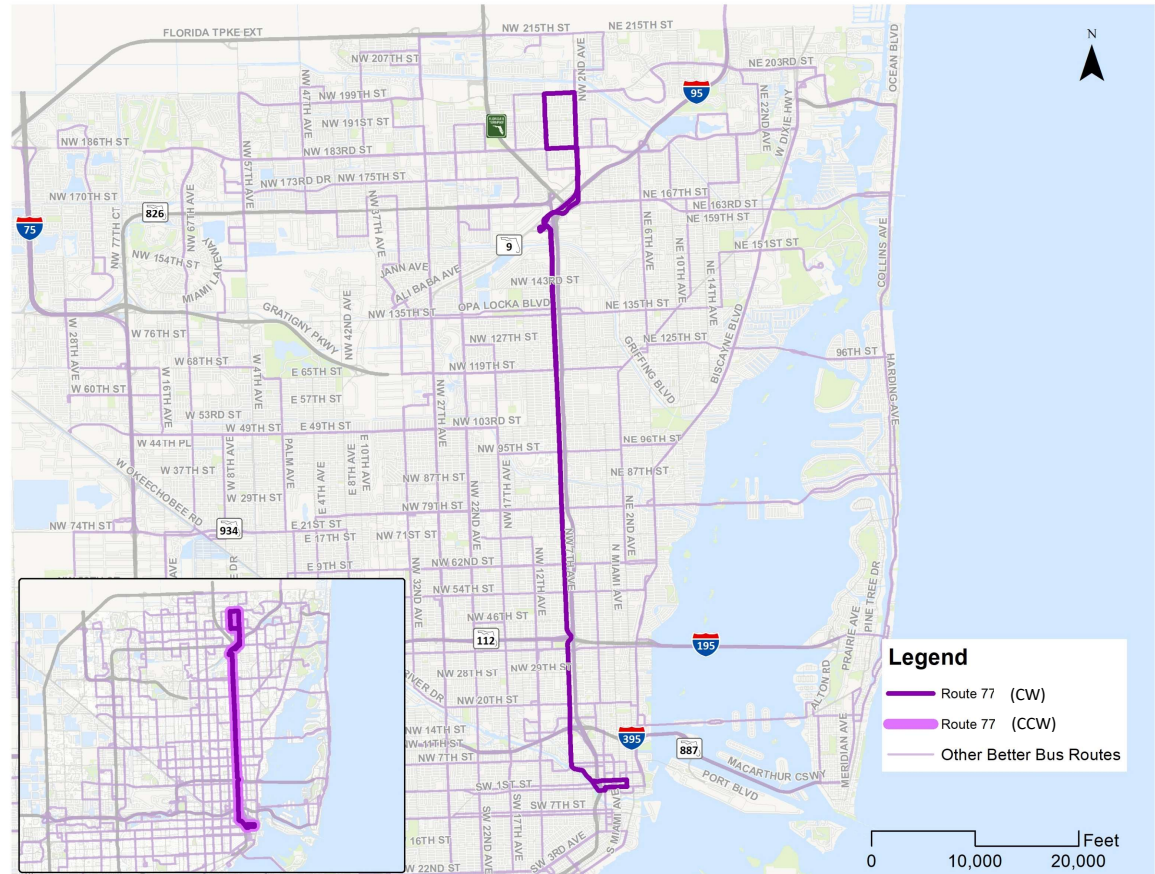 FLORIDA TPKE EXT
NW 215TH ST
NE 215TH ST
OCEAN BLVD
N
NW 207TH ST
NW 2ND AVE
NE 203RD ST
95
NW 47TH AVE
NW 199TH ST
NE 22ND AVE
W DIXIE HWY
NW 191ST ST
NW 186TH ST
NW 183RD ST
NW 57TH AVE
NW 173RD DR
NW 175TH ST
NW 170TH ST
NE 167TH ST
NE 163RD ST
NE 159TH ST
826
75
NW 77TH CT
NW 67TH AVE
NW 37TH AVE
9
NE 6TH AVE
NE 10TH AVE
NE 151ST ST
COLLINS AVE
NW 154TH ST
MIAMI LAKEWAY
JANN AVE
ALI BABA AVE
NW 143RD ST
NE 14TH AVE
OPA LOCKA BLVD
NE 135TH ST
NW 135TH ST
GRATIGNY PKWY
NW 42ND AVE
W 28TH AVE
W 76TH ST
NW 127TH ST
NE 125TH ST
BISCAYNE BLVD
GRIFFING BLVD
96TH ST
HARDING AVE
W 68TH ST
W 4TH AVE
E 65TH ST
NW 119TH ST
W 60TH ST
W 16TH AVE
E 57TH ST
NW 27TH AVE
W 53RD ST
NW 103RD ST
W 49TH ST
E 49TH ST
W 44TH PL
W 8TH AVE
PALM AVE
E 10TH AVE
E 8TH AVE
NW 95TH ST
NE 96TH ST
W OKEECHOBEE RD
W 37TH ST
E 4TH AVE
NW 87TH ST
NW 22ND AVE
NW 17TH AVE
NE 87TH ST
W 29TH ST
NW 79TH ST
NE 2ND AVE
NW 74TH ST
934
E 21ST ST
E 17TH ST
NW 71ST ST
NW 7TH AVE
E 9TH ST
NW 62ND ST
NW 12TH AVE
N MIAMI AVE
NW 32ND AVE
NW 54TH ST
NW 46TH ST
PINE TREE DR
PRAIRIE AVE
112
195
NW 28TH ST
NW 29TH ST
RIVER DR
NW 20TH ST
ALTON RD
MERIDIAN AVE
NW 14TH ST
NW 11TH ST
395
887
NW 7TH ST
MACARTHUR CSWY
PORT BLVD
SW 1ST ST
S MIAMI AVE
SW 7TH ST
SW 22ND AVE
SW 17TH AVE
SW 3RD AVE
16TH ST
W 22ND ST
Legend
Route 77 (CW)
Route 77 (CCW)
Other Better Bus Routes
Feet
0 10,000 20,000